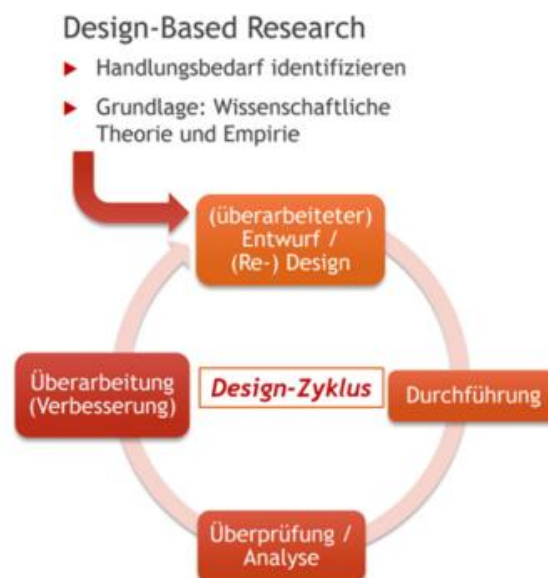 Design-Based Research
Handlungsbedarf identifizieren
Grundlage: Wissenschaftliche
Theorie und Empirie
(überarbeiteter)
Entwurf /
(Re-) Design
Überarbeitung
(Verbesserung)
Design-Zyklus
Durchführung
Überprüfung /
Analyse